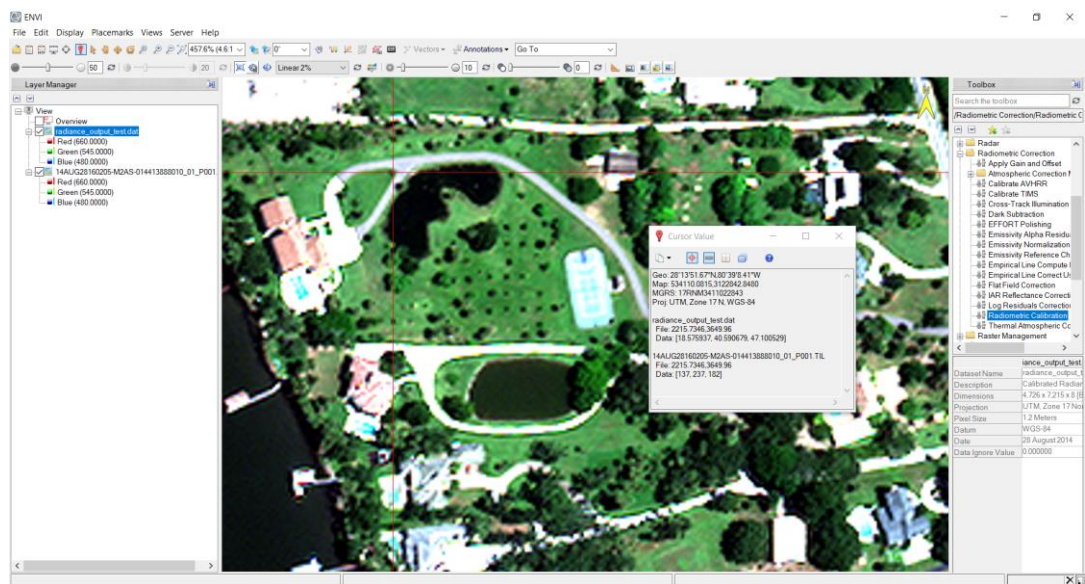 ENVI
File Edit Display Placemarks Views Server Help
457.6% (4.6:1 0° Vectors Annotations Go To
50 20 Linear 2% 10 0
Layer Manager
View
Overview
radiance_output_test.dat
Red (660.0000)
Green (545.0000)
Blue (480.0000)
14AUG28160205-M2AS-014413888010_01_P001
Red (660.0000)
Green (545.0000)
Blue (480.0000)
N
Cursor Value
Geo: 28°13'51.67"N,80°39'8.41"W
Map: 534110.0815,3122842.8480
MGRS: 17RNM3411022843
Proj: UTM, Zone 17 N, WGS-84
radiance_output_test.dat
File: 2215.7346,3649.96
Data: [18.575937, 40.590679, 47.100529]
14AUG28160205-M2AS-014413888010_01_P001.TIL
File: 2215.7346,3649.96
Data: [137, 237, 182]
Toolbox
Search the toolbox
/Radiometric Correction/Radiometric C
Radar
Radiometric Correction
Apply Gain and Offset
Atmospheric Correction M
Calibrate AVHRR
Calibrate TIMS
Cross-Track Illumination
Dark Subtraction
EFFORT Polishing
Emissivity Alpha Residu
Emissivity Normalization
Emissivity Reference Ch
Empirical Line Compute
Empirical Line Correct Us
Flat Field Correction
IAR Reflectance Correcti
Log Residuals Correction
Radiometric Calibration
Thermal Atmospheric Co
Raster Management
iance_output_test.
Dataset Name radiance_output_t
Description Calibrated Radian
Dimensions 4,726 x 7,215 x 8 [B
Projection UTM, Zone 17 Nor
Pixel Size 1.2 Meters
Datum WGS-84
Date 28 August 2014
Data Ignore Value 0.000000